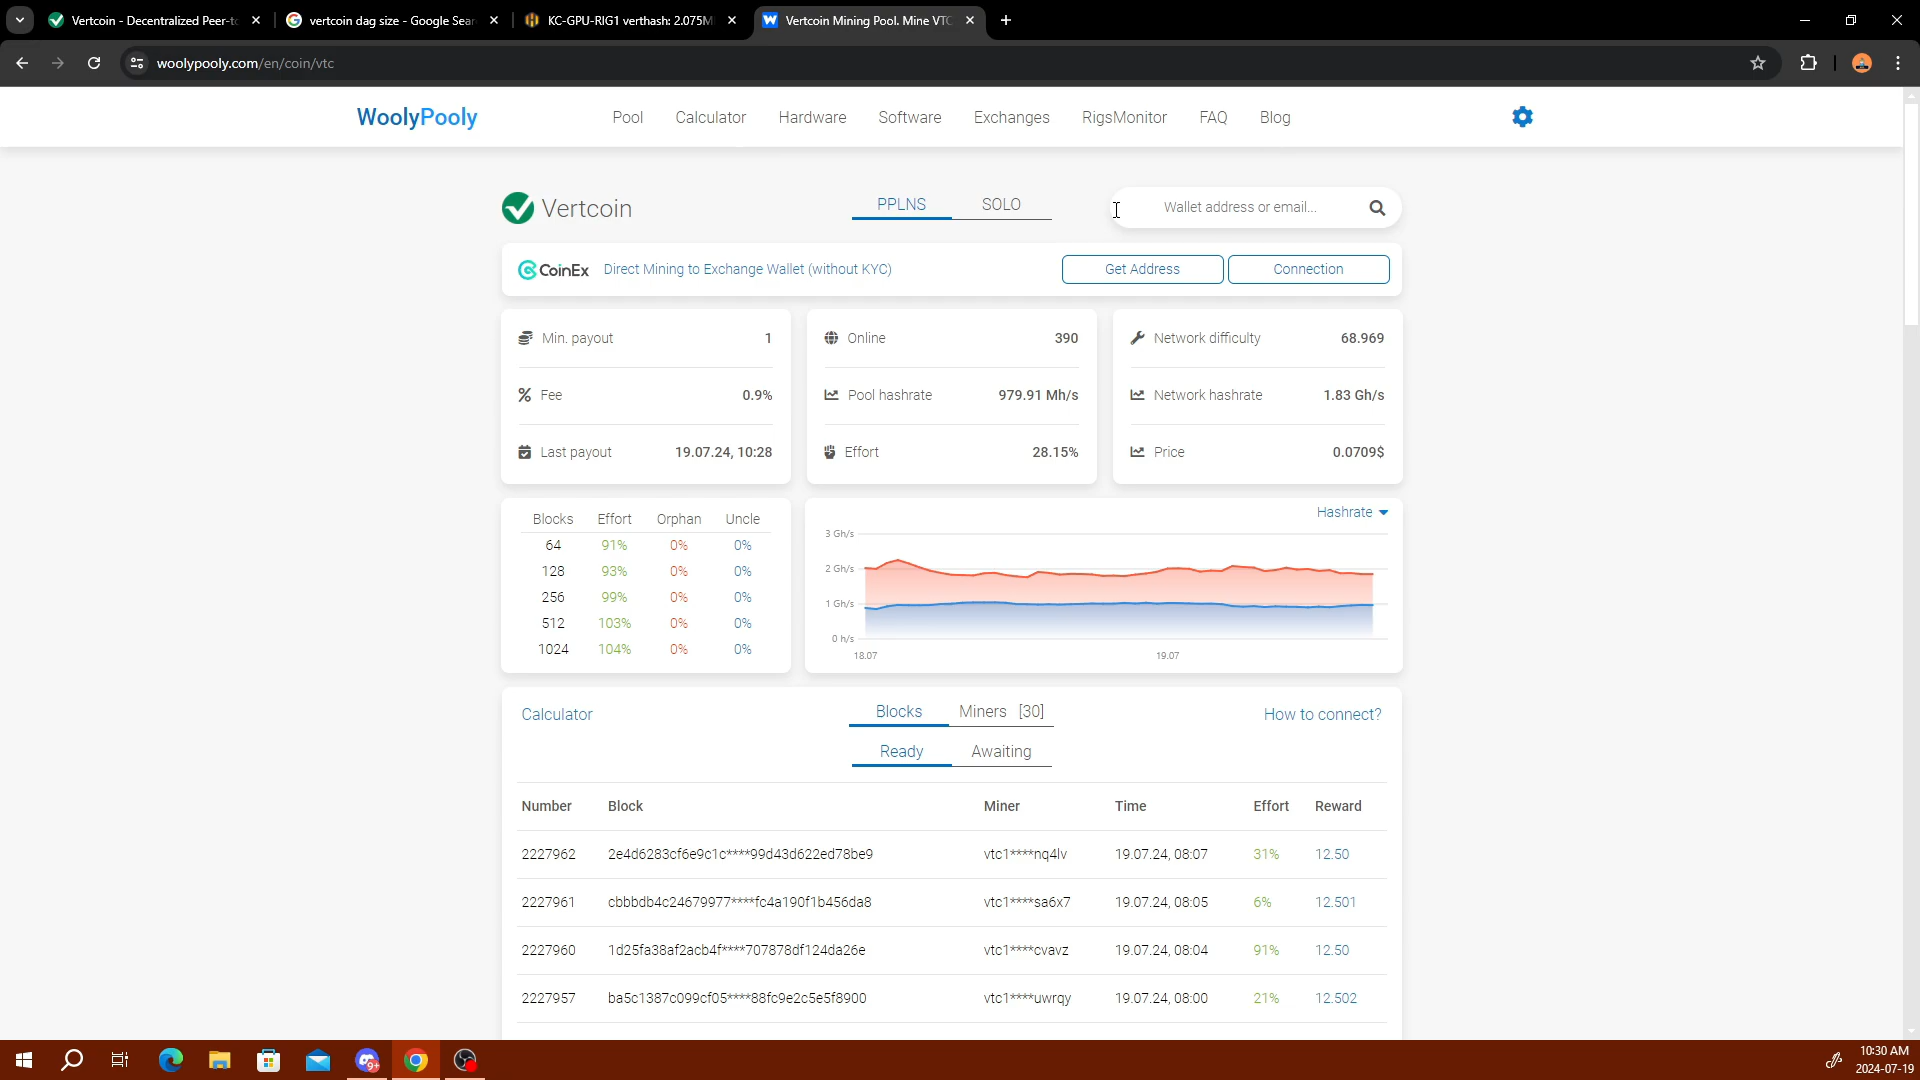 Vertcoin - Decentralized Peer-to
vertcoin dag size - Google Sear
KC-GPU-RIG1 verthash: 2.075M
Vertcoin Mining Pool. Mine VTC
woolypooly.com/en/coin/vtc
WoolyPooly
Pool Calculator Hardware Software Exchanges RigsMonitor FAQ Blog
Vertcoin
PPLNS SOLO
Wallet address or email...
CoinEx Direct Mining to Exchange Wallet (without KYC)
Get Address Connection
Min. payout 1
Fee 0.9%
Last payout 19.07.24, 10:28
Online 390
Pool hashrate 979.91 Mh/s
Effort 28.15%
Network difficulty 68.969
Network hashrate 1.83 Gh/s
Price 0.0709$
Blocks Effort Orphan Uncle
64 91% 0% 0%
128 93% 0% 0%
256 99% 0% 0%
512 103% 0% 0%
1024 104% 0% 0%
Hashrate
3 Gh/s
2 Gh/s
1 Gh/s
0 h/s
18.07 19.07
Calculator
Blocks Miners [30]
How to connect?
Ready Awaiting
Number Block Miner Time Effort Reward
2227962 2e4d6283cf6e9c1c****99d43d622ed78be9 vtc1****nq4lv 19.07.24, 08:07 31% 12.50
2227961 cbbbdb4c24679977****fc4a190f1b456da8 vtc1****sa6x7 19.07.24, 08:05 6% 12.501
2227960 1d25fa38af2acb4f****707878df124da26e vtc1****cvavz 19.07.24, 08:04 91% 12.50
2227957 ba5c1387c099cf05****88fc9e2c5e5f8900 vtc1****uwrqy 19.07.24, 08:00 21% 12.502
9+
10:30 AM
2024-07-19